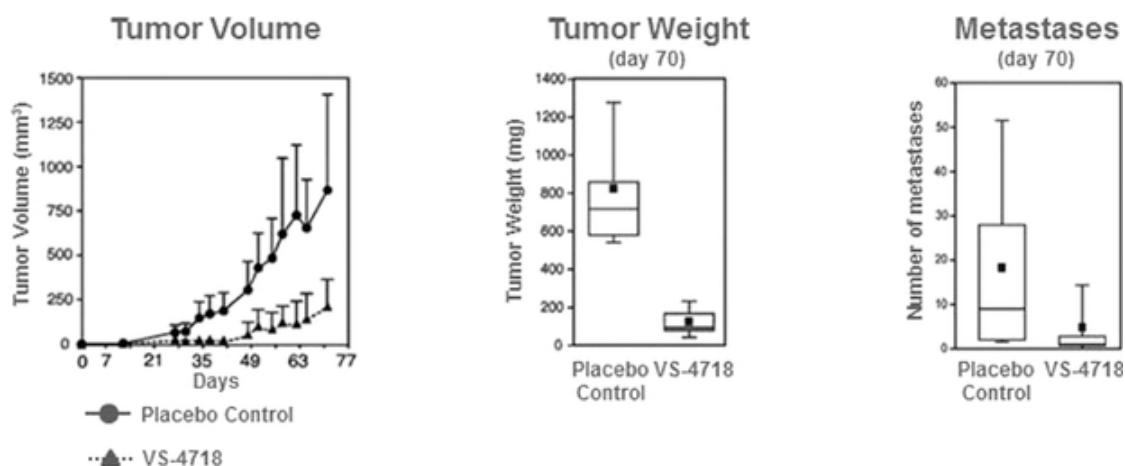 Tumor Volume
1500
1250
1000
750
500
250
0
Tumor Volume (mm³)
0 7 21 35 49 63 77
Days
Placebo Control
VS-4718
Tumor Weight
(day 70)
1400
1200
1000
800
600
400
200
0
Tumor Weight (mg)
Placebo VS-4718
Control
Metastases
(day 70)
60
50
40
30
20
10
0
Number of metastases
Placebo VS-4718
Control